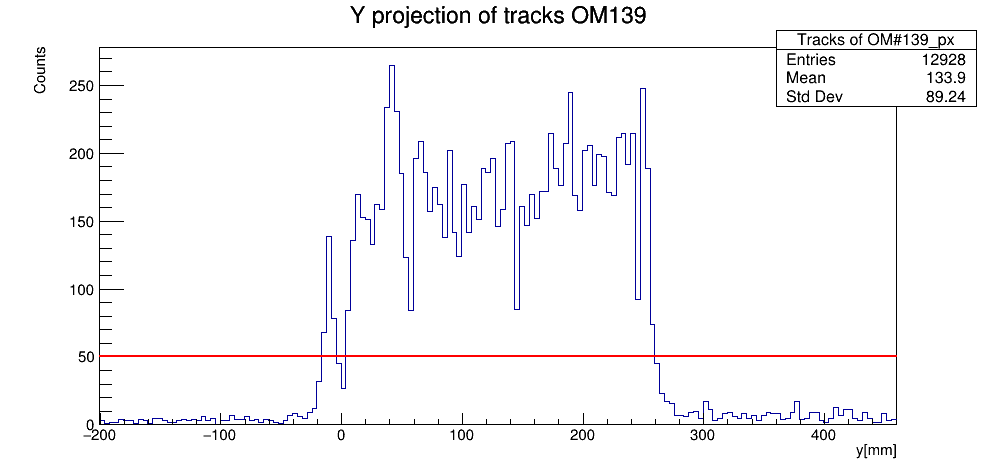 Y projection of tracks OM139
Tracks of OM#139_px
Entries 12928
Mean 133.9
Std Dev 89.24
Counts
250
200
150
100
50
0
−200 −100 0 100 200 300 400
y[mm]